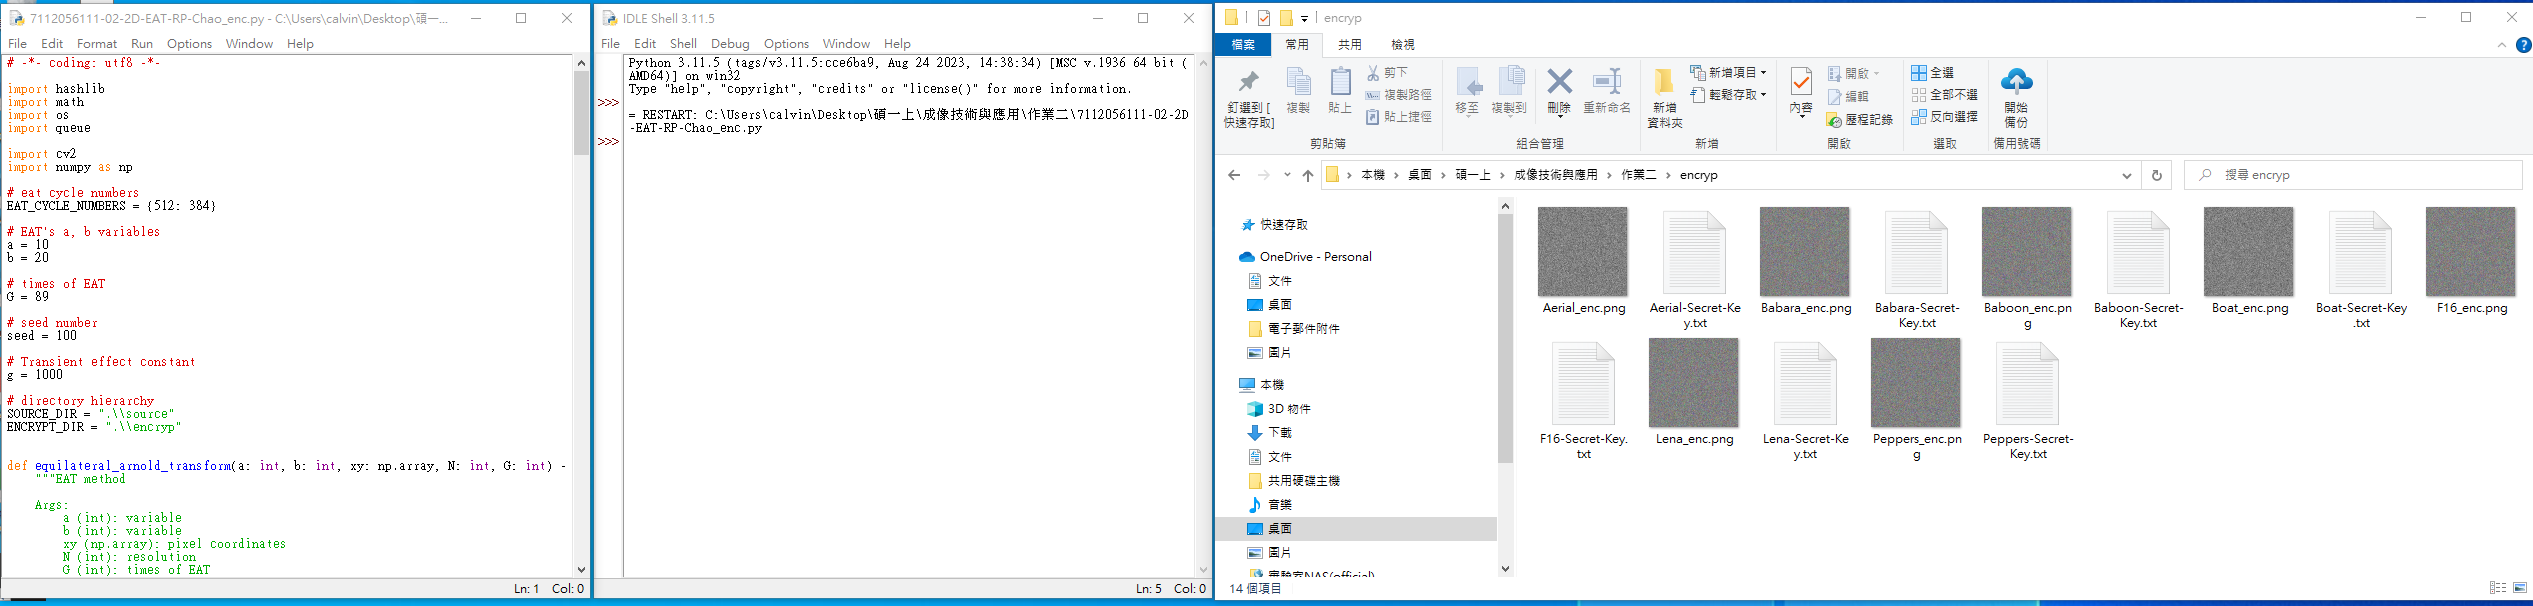 7112056111-02-2D-EAT-RP-Chao_enc.py - C:\Users\calvin\Desktop\碩一...
File Edit Format Run Options Window Help
# -*- coding: utf8 -*-
import hashlib
import math
import os
import queue
import cv2
import numpy as np
# eat cycle numbers
EAT_CYCLE_NUMBERS = {512: 384}
# EAT's a, b variables
a = 10
b = 20
# times of EAT
G = 89
# seed number
seed = 100
# Transient effect constant
g = 1000
# directory hierarchy
SOURCE_DIR = ".\\source"
ENCRYPT_DIR = ".\\encryp"
def equilateral_arnold_transform(a: int, b: int, xy: np.array, N: int, G: int) -
"""EAT method
Args:
a (int): variable
b (int): variable
xy (np.array): pixel coordinates
N (int): resolution
G (int): times of EAT
Ln: 1 Col: 0
IDLE Shell 3.11.5
File Edit Shell Debug Options Window Help
Python 3.11.5 (tags/v3.11.5:cce6ba9, Aug 24 2023, 14:38:34) [MSC v.1936 64 bit (
AMD64)] on win32
Type "help", "copyright", "credits" or "license()" for more information.
>>>
= RESTART: C:\Users\calvin\Desktop\碩一上\成像技術與應用\作業二\7112056111-02-2D
-EAT-RP-Chao_enc.py
>>>
Ln: 5 Col: 0
encryp
檔案 常用 共用 檢視
釘選到 [
快速存取]
複製
貼上
剪下
複製路徑
貼上捷徑
剪貼簿
移至
複製到
刪除
重新命名
組合管理
新增
資料夾
新增項目
輕鬆存取
新增
內容
開啟
編輯
歷程記錄
開啟
全選
全部不選
反向選擇
選取
開始
備份
備用號碼
本機 > 桌面 > 碩一上 > 成像技術與應用 > 作業二 > encryp
搜尋 encryp
快速存取
OneDrive - Personal
文件
桌面
電子郵件附件
圖片
本機
3D 物件
下載
文件
共用硬碟主機
音樂
桌面
圖片
實驗室NAS(official)
Aerial_enc.png
Aerial-Secret-Ke
y.txt
Babara_enc.png
Babara-Secret-
Key.txt
Baboon_enc.pn
g
Baboon-Secret-
Key.txt
Boat_enc.png
Boat-Secret-Key
.txt
F16_enc.png
F16-Secret-Key.
txt
Lena_enc.png
Lena-Secret-Ke
y.txt
Peppers_enc.pn
g
Peppers-Secret-
Key.txt
14 個項目